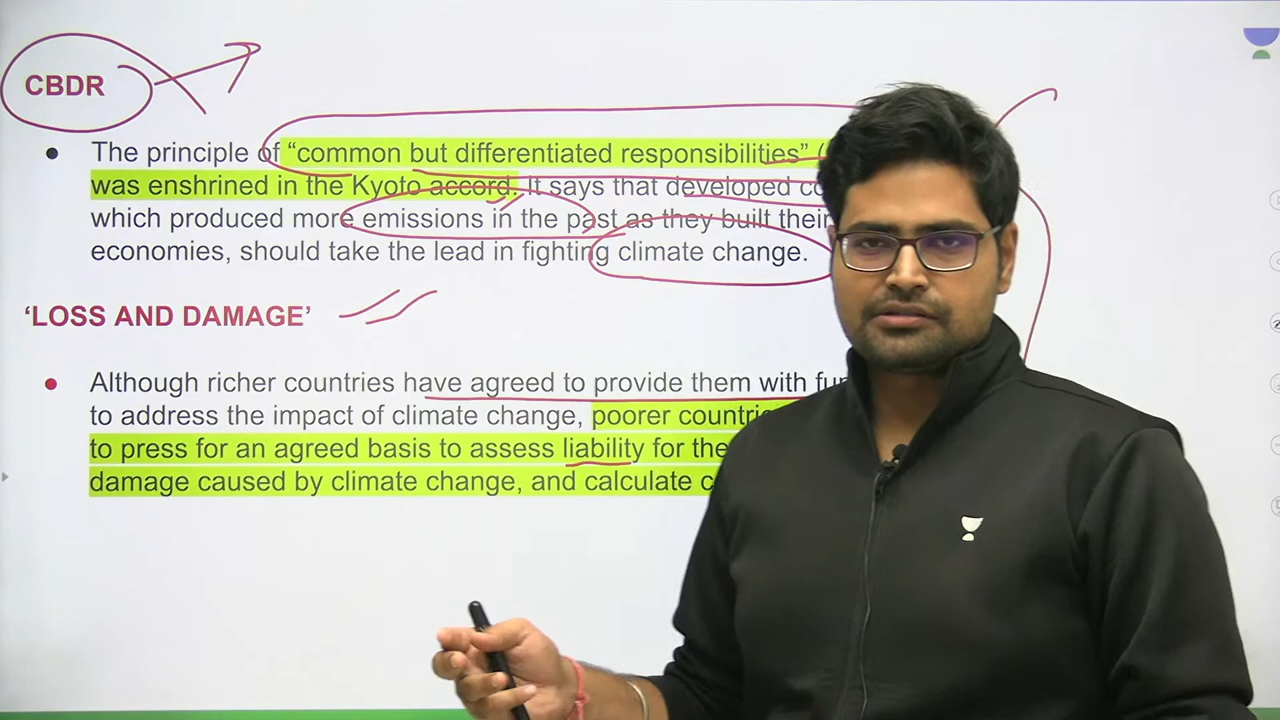 CBDR
• The principle of “common but differentiated responsibilities” (
was enshrined in the Kyoto accord. It says that developed
which produced more emissions in the past as they built their
economies, should take the lead in fighting climate change.
‘LOSS AND DAMAGE’
• Although richer countries have agreed to provide them with
to address the impact of climate change, poorer
to press for an agreed basis to assess liability for the
damage caused by climate change, and calculate